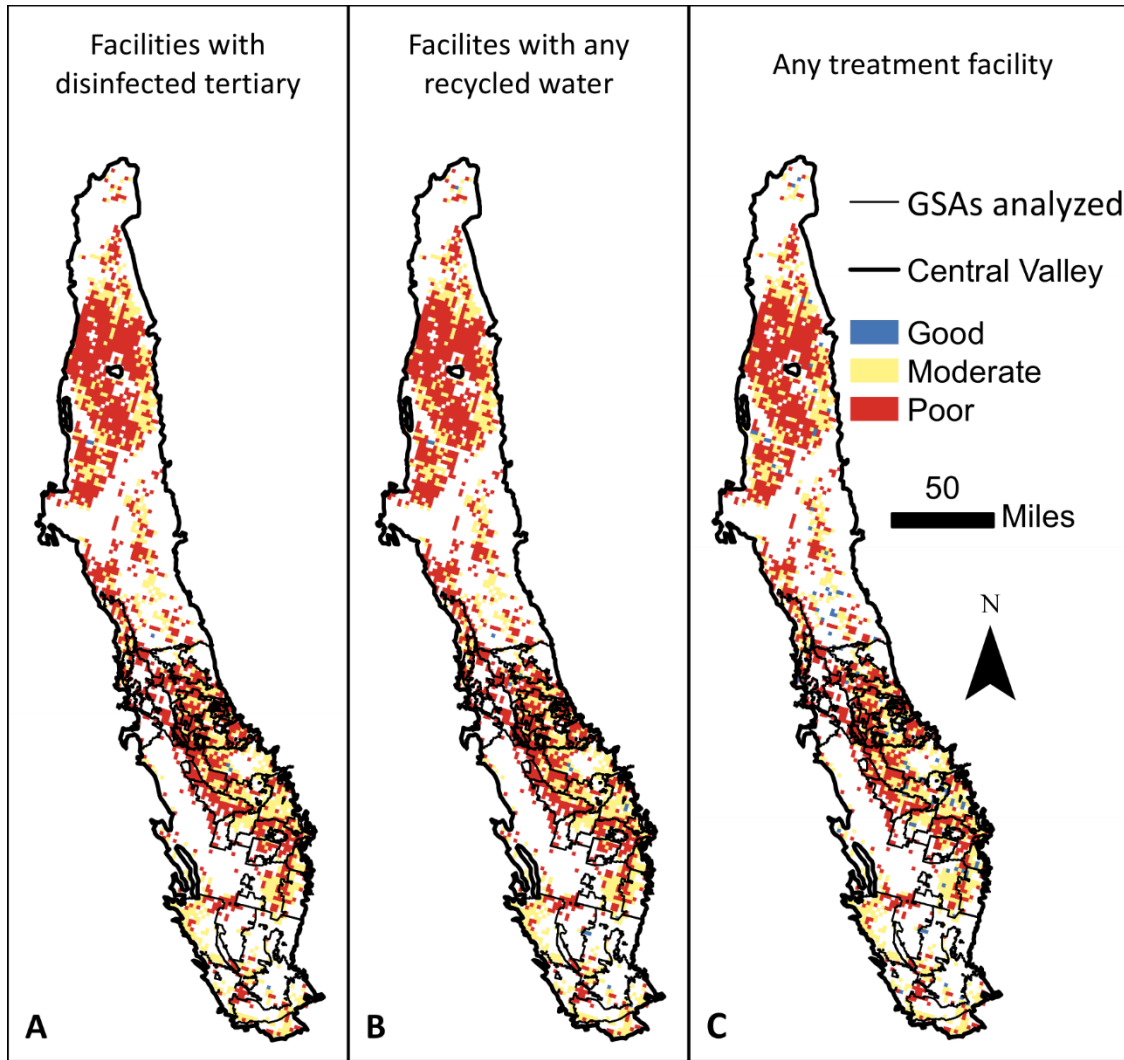 Facilities with
disinfected tertiary
Facilites with any
recycled water
Any treatment facility
GSAs analyzed
Central Valley
Good
Moderate
Poor
50
Miles
N
A
B
C